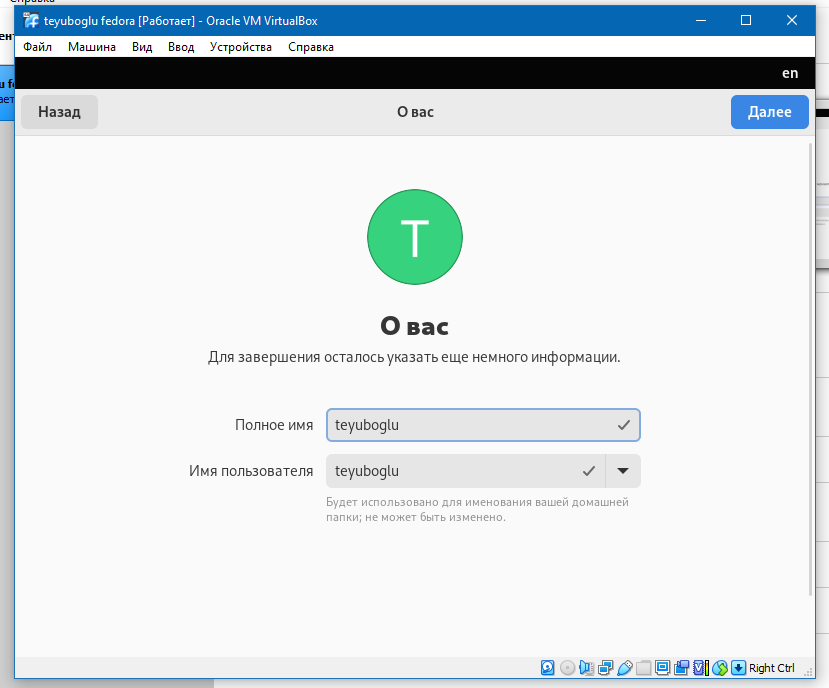 teyuboglu fedora [Работает] - Oracle VM VirtualBox
Файл Машина Вид Ввод Устройства Справка
en
Назад О вас Далее
T
О вас
Для завершения осталось указать еще немного информации.
Полное имя teyuboglu
Имя пользователя teyuboglu
Будет использовано для именования вашей домашней
папки; не может быть изменено.
Right Ctrl